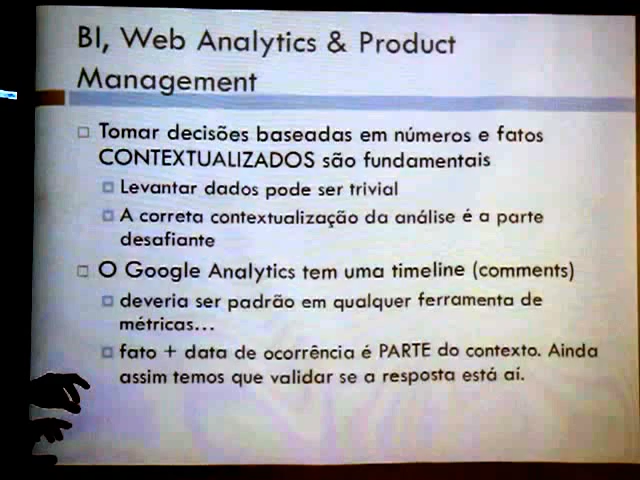 BI, Web Analytics & Product
Management
Tomar decisões baseadas em números e fatos
CONTEXTUALIZADOS são fundamentais
Levantar dados pode ser trivial
A correta contextualização da análise é a parte
desafiante
O Google Analytics tem uma timeline (comments)
deveria ser padrão em qualquer ferramenta de
métricas...
fato + data de ocorrência é PARTE do contexto. Ainda
assim temos que validar se a resposta está aí.